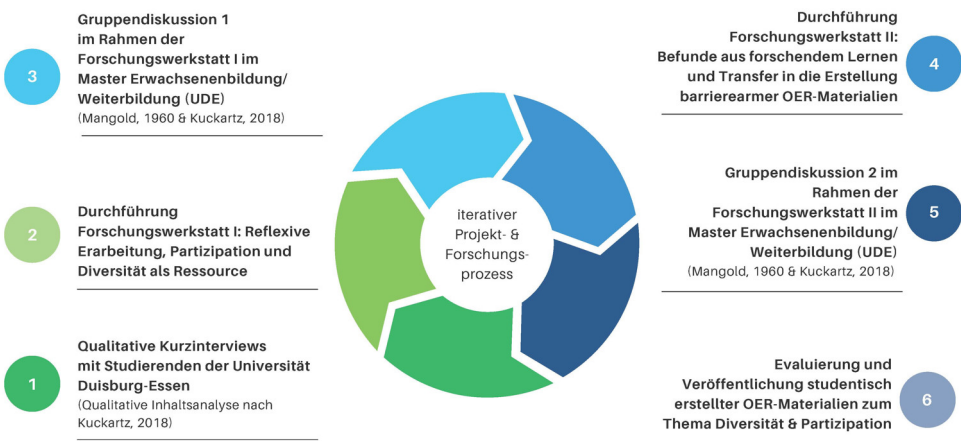 3
Gruppendiskussion 1
im Rahmen der
Forschungswerkstatt I im
Master Erwachsenenbildung/
Weiterbildung (UDE)
(Mangold, 1960 & Kuckartz, 2018)
2
Durchführung
Forschungswerkstatt I: Reflexive
Erarbeitung, Partizipation und
Diversität als Ressource
1
Qualitative Kurzinterviews
mit Studierenden der Universität
Duisburg-Essen
(Qualitative Inhaltsanalyse nach
Kuckartz, 2018)
iterativer
Projekt- &
Forschungs-
prozess
Durchführung
Forschungswerkstatt II:
Befunde aus forschendem Lernen
und Transfer in die Erstellung
barrierearmer OER-Materialien
4
Gruppendiskussion 2 im
Rahmen der
Forschungswerkstatt II im
Master Erwachsenenbildung/
Weiterbildung (UDE)
(Mangold, 1960 & Kuckartz, 2018)
5
Evaluierung und
Veröffentlichung studentisch
erstellter OER-Materialien zum
Thema Diversität & Partizipation
6